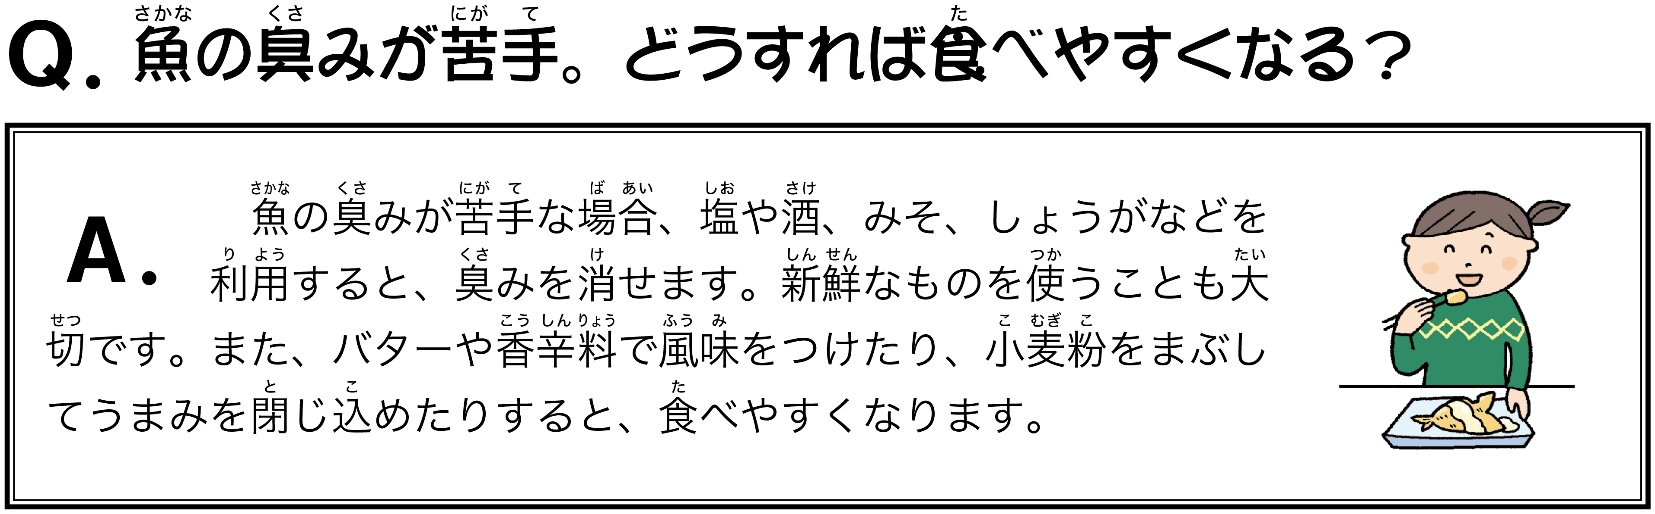 Q. 魚の臭みが苦手。どうすれば食べやすくなる？
A. 魚の臭みが苦手な場合、塩や酒、みそ、しょうがなどを
利用すると、臭みを消せます。新鮮なものを使うことも大
切です。また、バターや香辛料で風味をつけたり、小麦粉をまぶし
てうまみを閉じ込めたりすると、食べやすくなります。